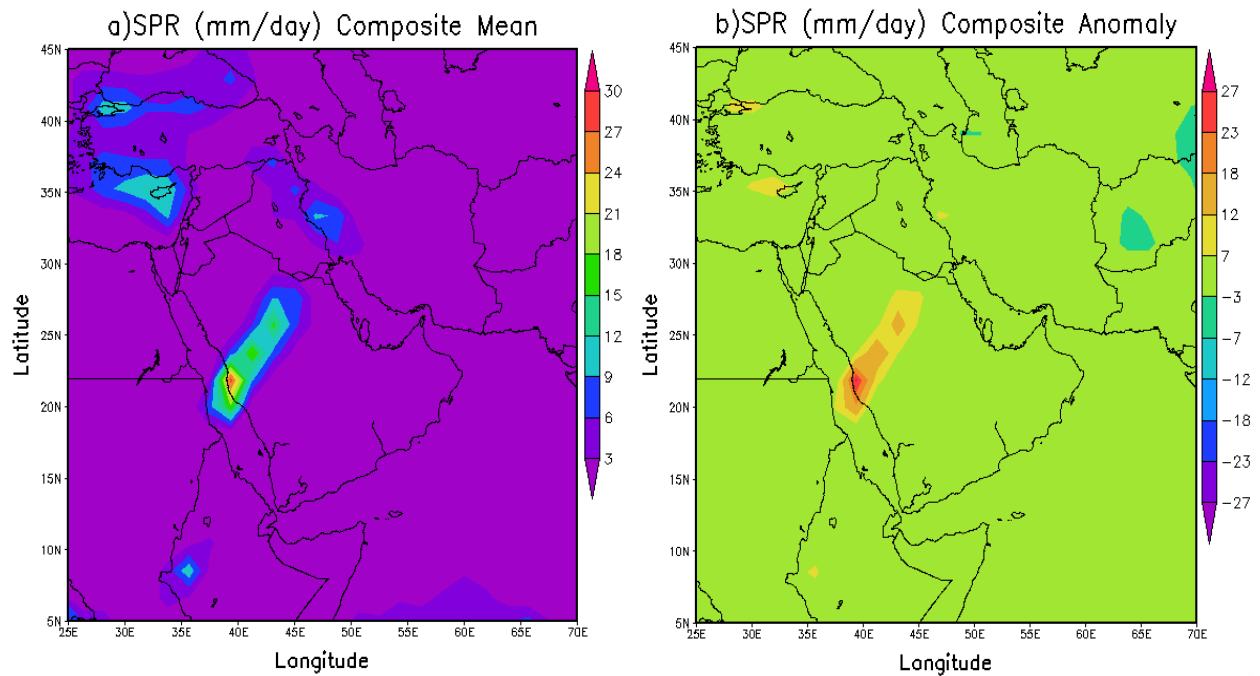 a)SPR (mm/day) Composite Mean
45N
40N
35N
30N
25N
20N
15N
10N
5N
Latitude
25E 30E 35E 40E 45E 50E 55E 60E 65E 70E
Longitude
30
27
24
21
18
15
12
9
6
3
b)SPR (mm/day) Composite Anomaly
45N
40N
35N
30N
25N
20N
15N
10N
5N
Latitude
25E 30E 35E 40E 45E 50E 55E 60E 65E 70E
Longitude
27
23
18
12
7
-3
-7
-12
-18
-23
-27